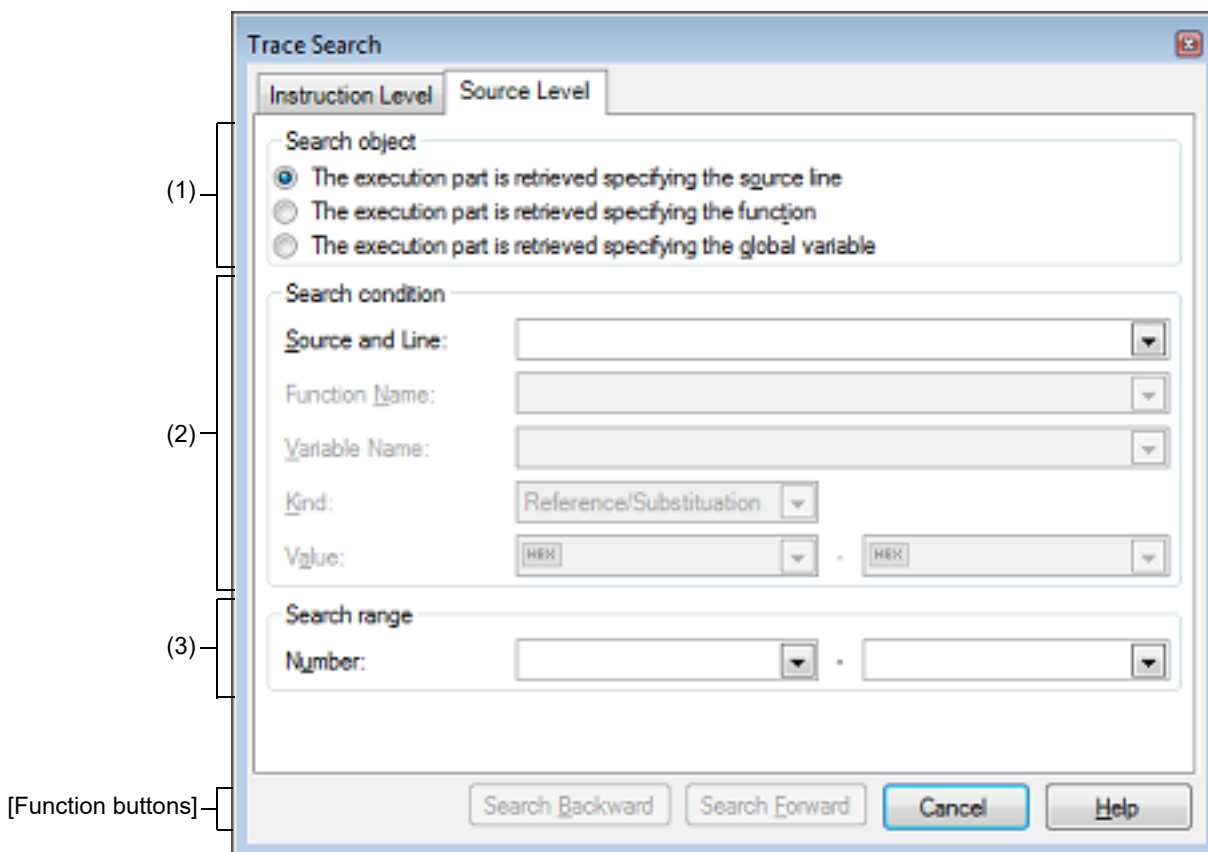 Trace Search
Instruction Level Source Level
(1)
Search object
The execution part is retrieved specifying the source line
The execution part is retrieved specifying the function
The execution part is retrieved specifying the global variable
(2)
Search condition
Source and Line:
Function Name:
Variable Name:
Kind: Reference/Substituation
Value: HEX - HEX
(3)
Search range
Number: -
[Function buttons]
Search Backward Search Forward Cancel Help